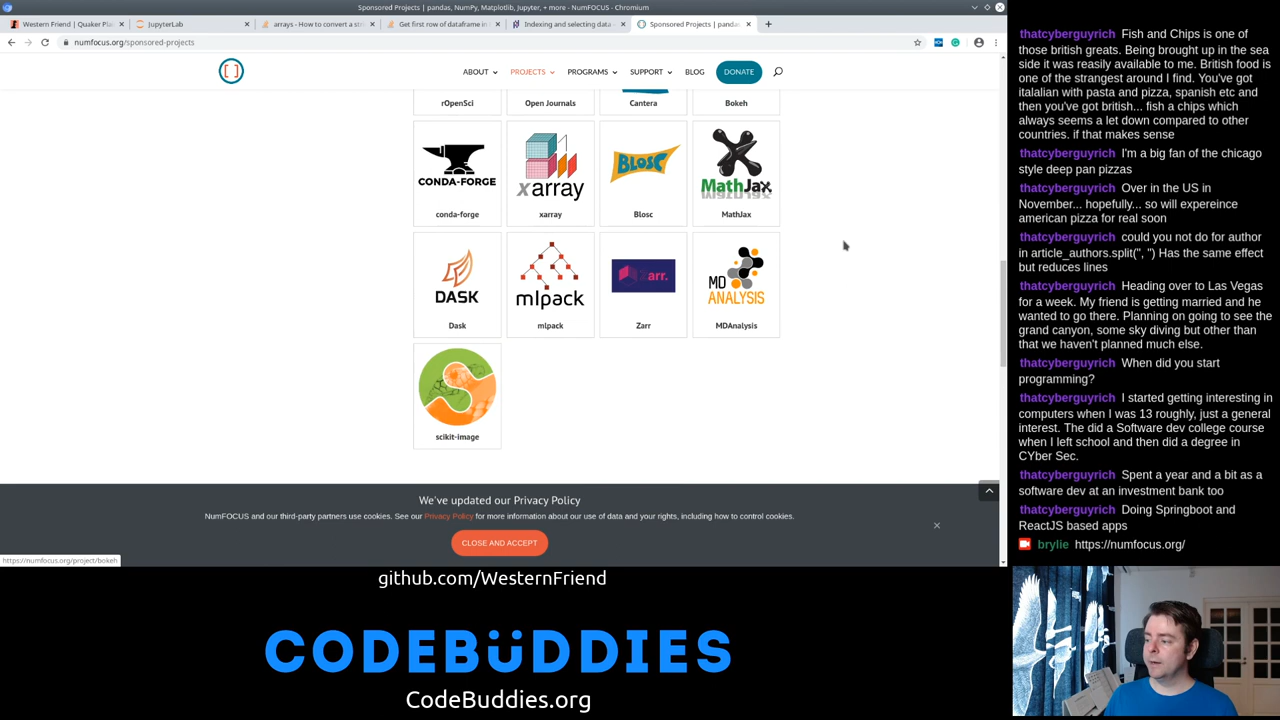 Sponsored Projects | pandas, NumPy, Matplotlib, Jupyter, + more - NumFOCUS - Chromium
Western Friend | Quaker Pla
JupyterLab
arrays - How to convert a str
Get first row of dataframe in
Indexing and selecting data
Sponsored Projects | pandas
numfocus.org/sponsored-projects
ABOUT
PROJECTS
PROGRAMS
SUPPORT
BLOG
DONATE
rOpenSci
Open Journals
Cantera
Bokeh
CONDA-FORGE
xarray
BLOSC
MathJax
conda-forge
xarray
Blosc
MathJax
DASK
mlpack
arr.
MD
ANALYSIS
Dask
mlpack
Zarr
MDAnalysis
scikit-image
We've updated our Privacy Policy
NumFOCUS and our third-party partners use cookies. See our Privacy Policy for more information about our use of data and your rights, including how to control cookies.
CLOSE AND ACCEPT
https://numfocus.org/project/bokeh
github.com/WesternFriend
CODEBÜDDIES
CodeBuddies.org
thatcyberguyrich Fish and Chips is one of
those british greats. Being brought up in the sea
side it was reasily available to me. British food is
one of the strangest around I find. You've got
italalian with pasta and pizza, spanish etc and
then you've got british... fish a chips which
always seems a let down compared to other
countries. if that makes sense
thatcyberguyrich I'm a big fan of the chicago
style deep pan pizzas
thatcyberguyrich Over in the US in
November... hopefully... so will expereince
american pizza for real soon
thatcyberguyrich could you not do for author
in article_authors.split(", ") Has the same effect
but reduces lines
thatcyberguyrich Heading over to Las Vegas
for a week. My friend is getting married and he
wanted to go there. Planning on going to see the
grand canyon, some sky diving but other than
that we haven't planned much else.
thatcyberguyrich When did you start
programming?
thatcyberguyrich I started getting interesting in
computers when I was 13 roughly, just a general
interest. The did a Software dev college course
when I left school and then did a degree in
CYber Sec.
thatcyberguyrich Spent a year and a bit as a
software dev at an investment bank too
thatcyberguyrich Doing Springboot and
ReactJS based apps
brylie https://numfocus.org/